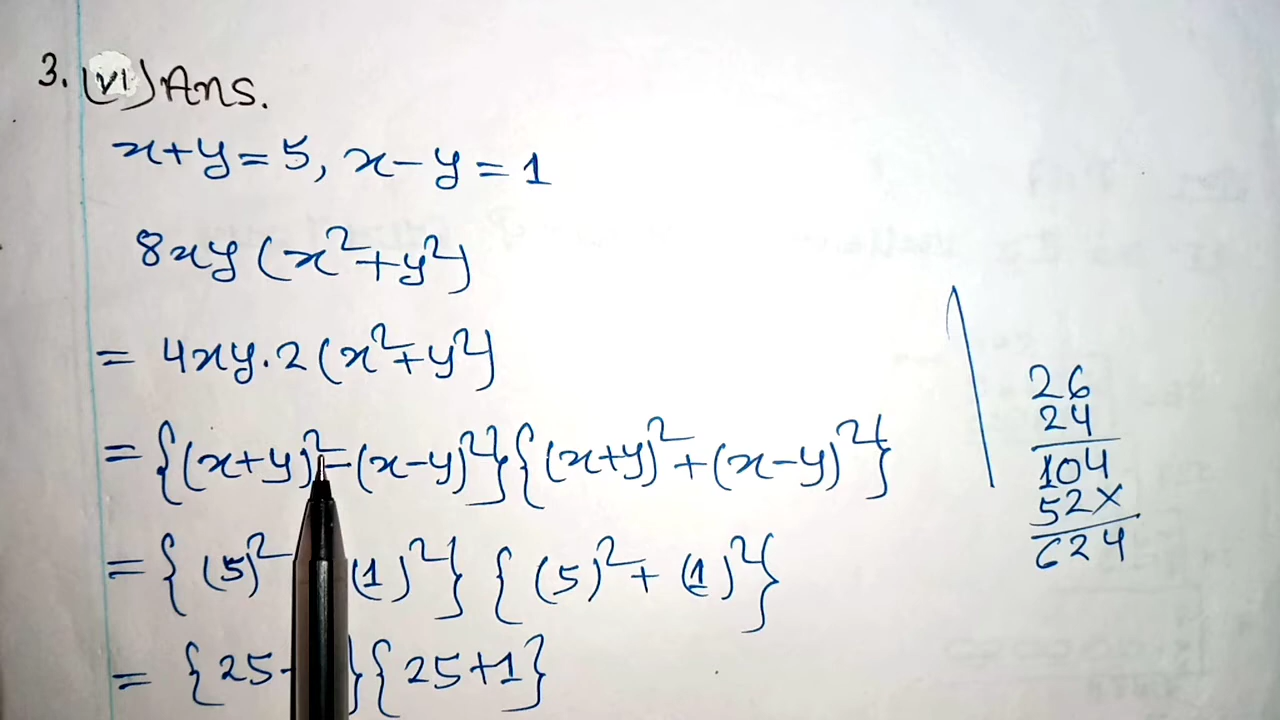 3. (vi) Ans.
x+y=5, x-y=1
8xy(x²+y²)
= 4xy.2(x²+y²)
= {(x+y)²-(x-y)²}{(x+y)²+(x-y)²}
= {(5)² (1)²} {(5)²+(1)²}
= {25- }{25+1}
26
24
104
52×
624